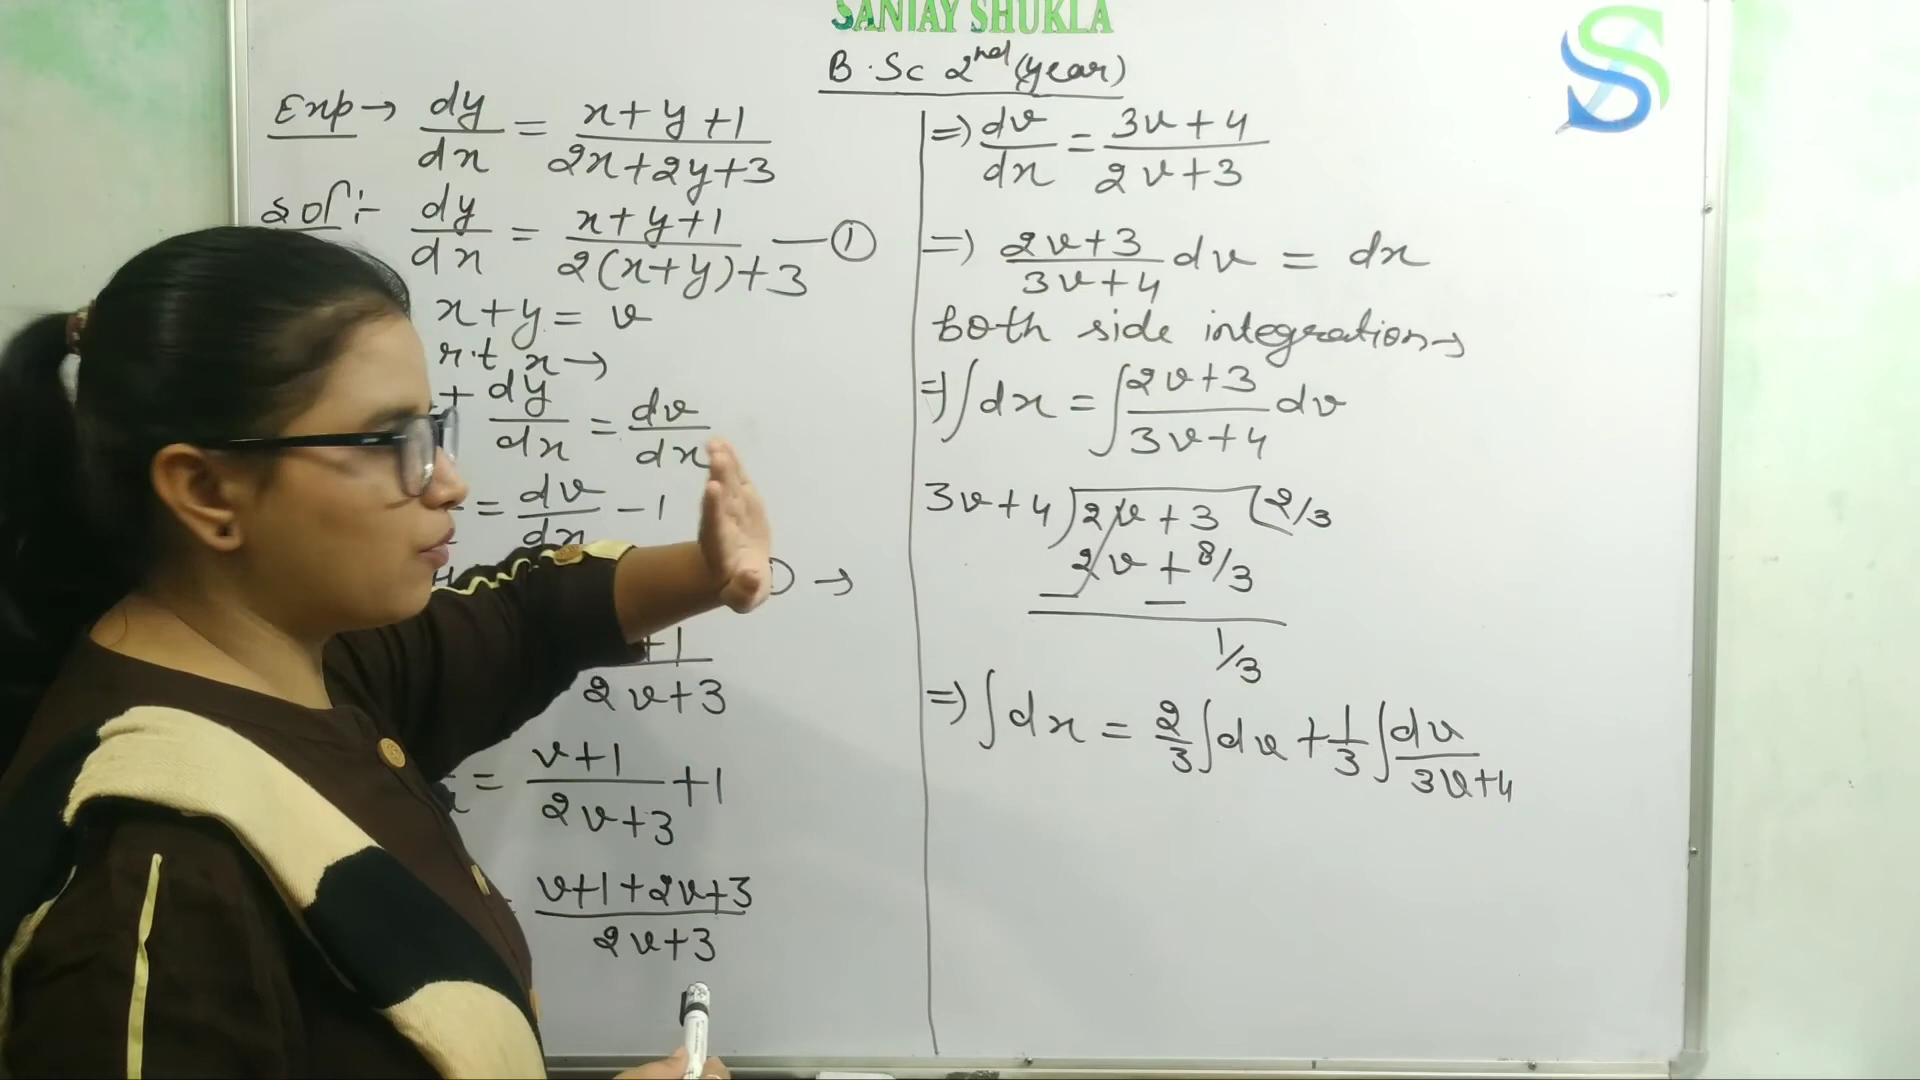 SANJAY SHUKLA
B.Sc 2nd (year)
Exp → dy/dx = x+y+1 / 2x+2y+3
Sol:- dy/dx = x+y+1 / 2(x+y)+3 — ①
x+y = v
r.t x →
+ dy/dx = dv/dx
= dv/dx - 1
→
+1 / 2v+3
= v+1 / 2v+3 + 1
v+1+2v+3 / 2v+3
⇒ dv/dx = 3v+4 / 2v+3
⇒ 2v+3 / 3v+4 dv = dx
both side integration →
⇒ ∫dx = ∫ 2v+3 / 3v+4 dv
3v+4 ) 2v+3 ( 2/3
2v + 8/3
— —
1/3
⇒ ∫dx = 2/3 ∫dv + 1/3 ∫ dv / 3v+4